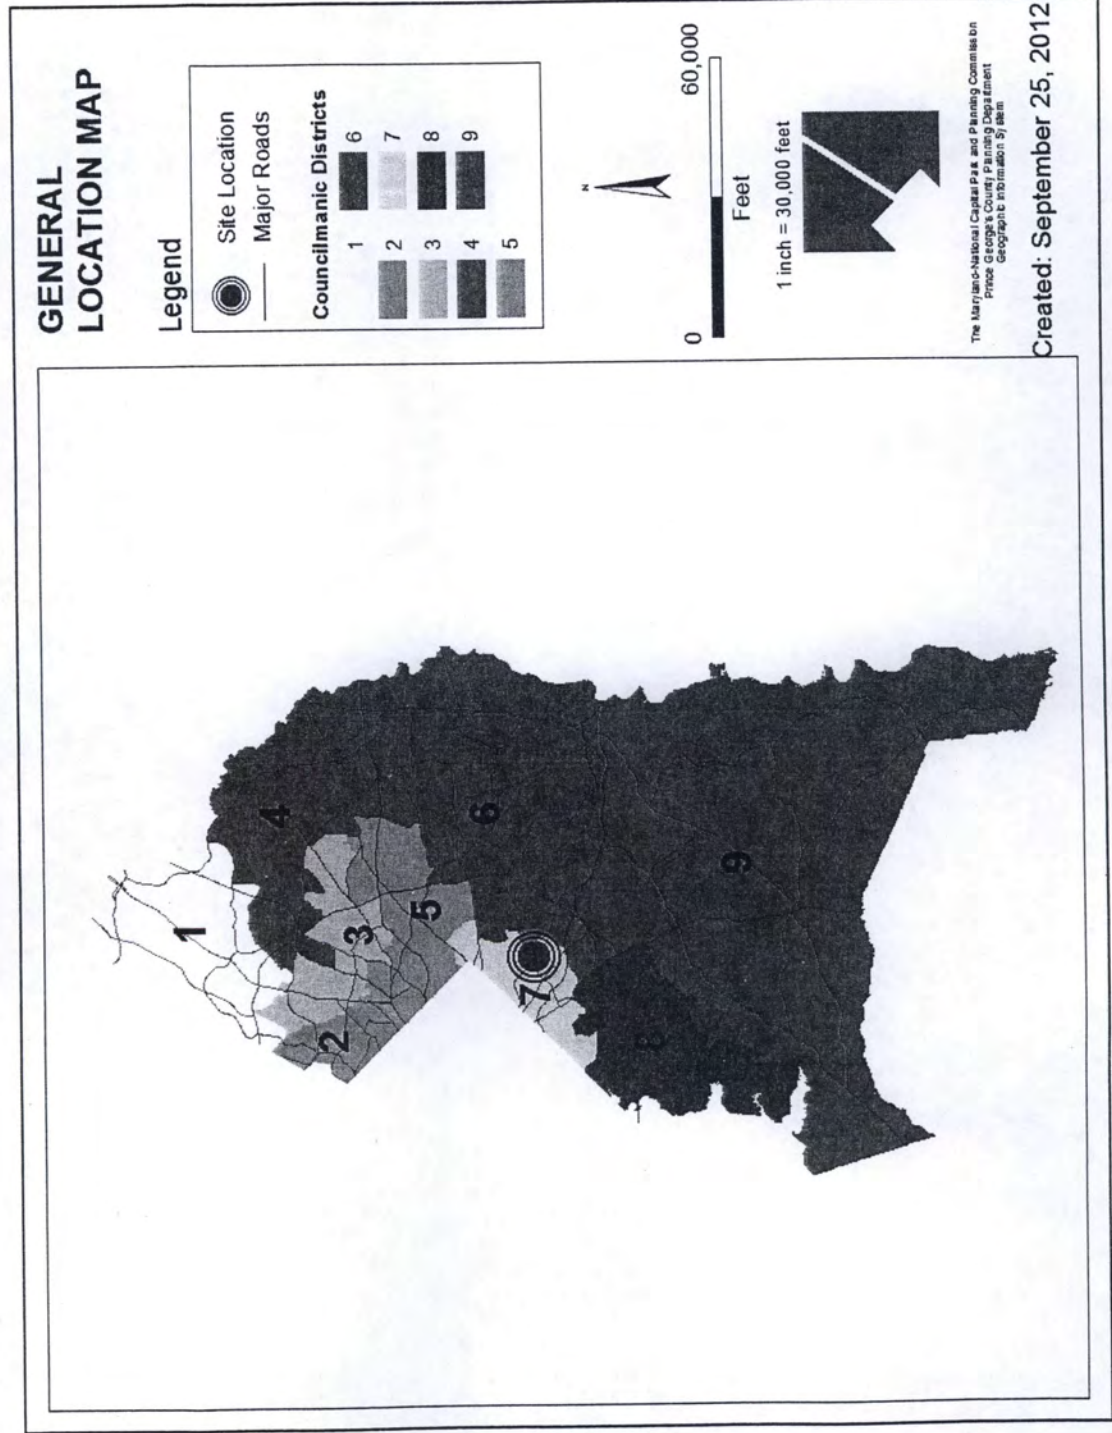 GENERAL
LOCATION MAP
Legend
Site Location
Major Roads
Councilmanic Districts
1
2
3
4
5
6
7
8
9
N
0
60,000
Feet
1 inch = 30,000 feet
The Maryland-National Capital Park and Planning Commission
Prince George's County Planning Department
Geographic Information System
Created: September 25, 2012
1
2
3
4
5
6
7
8
9